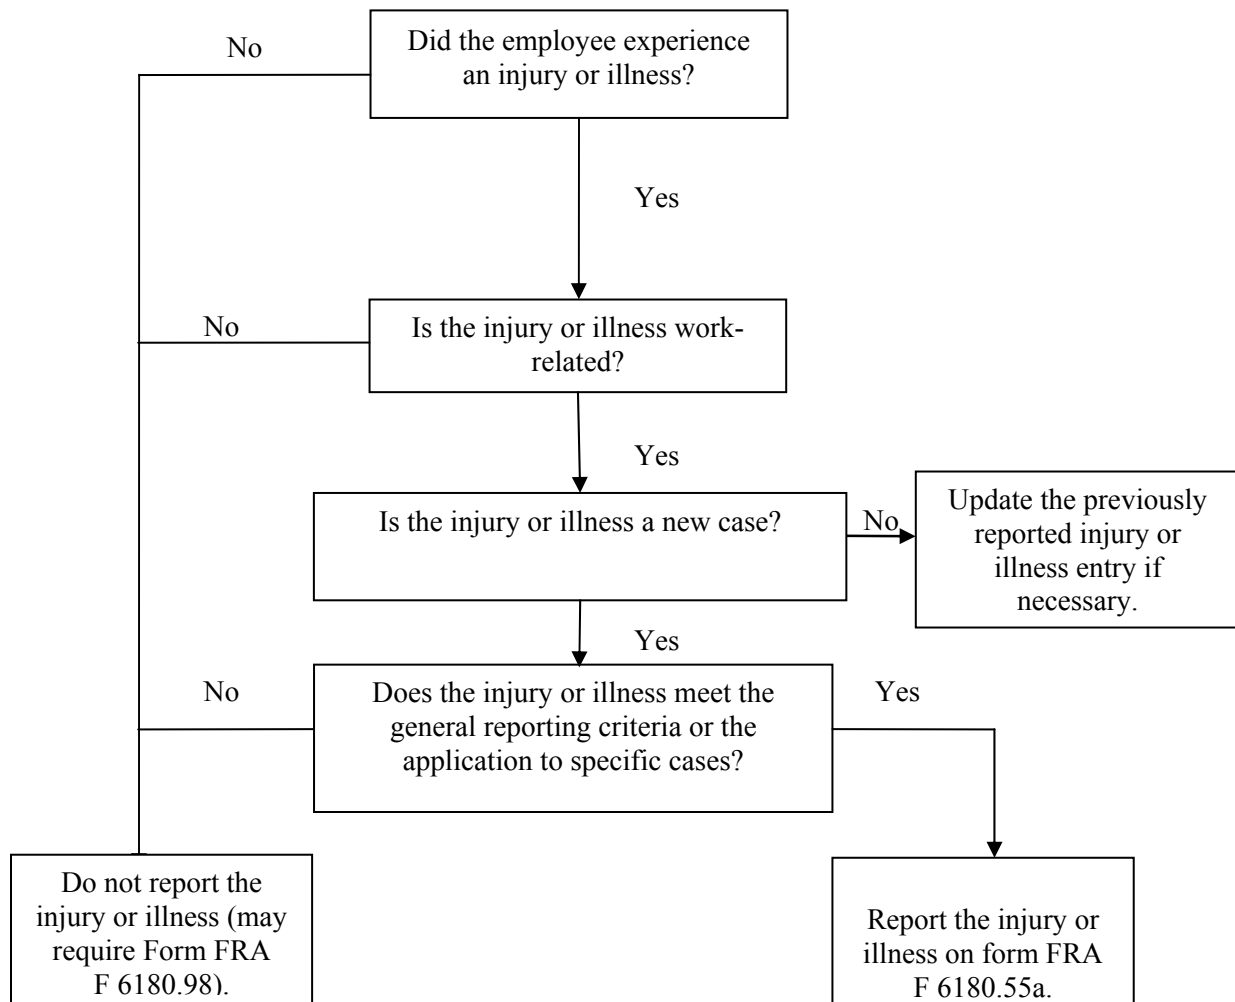 No
Did the employee experience
an injury or illness?
Yes
No
Is the injury or illness work-
related?
Yes
Is the injury or illness a new case?
No
Update the previously
reported injury or
illness entry if
necessary.
Yes
No
Does the injury or illness meet the
general reporting criteria or the
application to specific cases?
Yes
Do not report the
injury or illness (may
require Form FRA
F 6180.98).
Report the injury or
illness on form FRA
F 6180.55a.